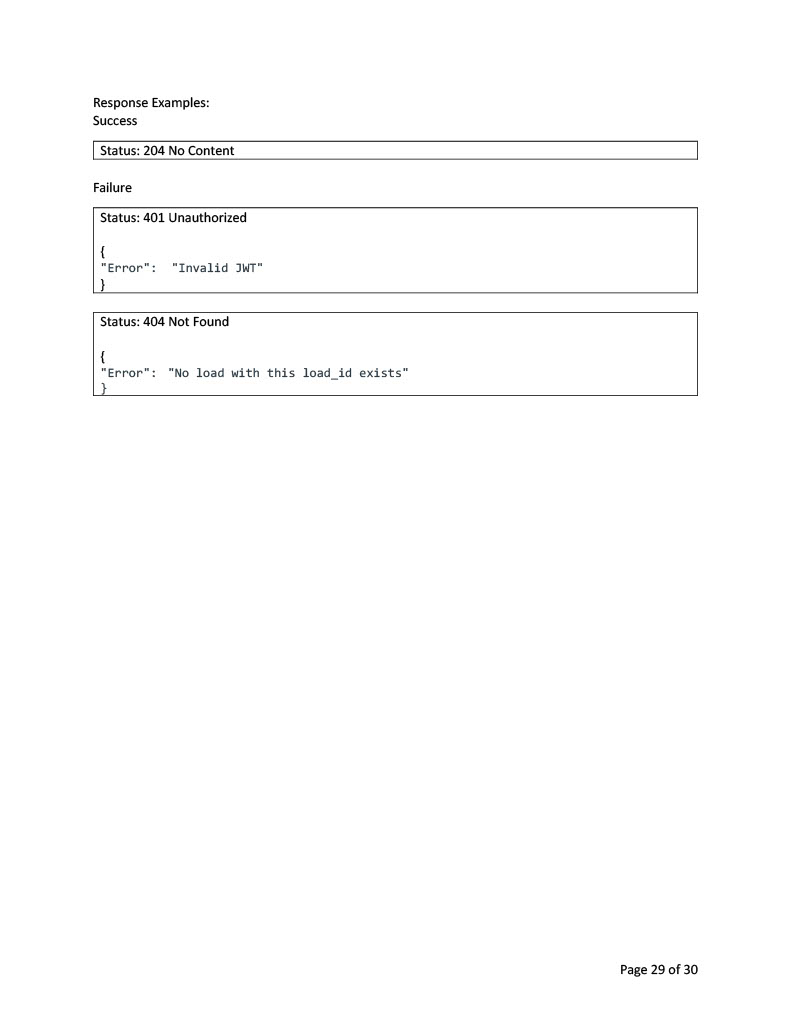 Response Examples:
Success
Status: 204 No Content
Failure
Status: 401 Unauthorized
{
"Error":  "Invalid JWT"
}
Status: 404 Not Found
{
"Error": "No load with this load_id exists"
}
Page 29 of 30